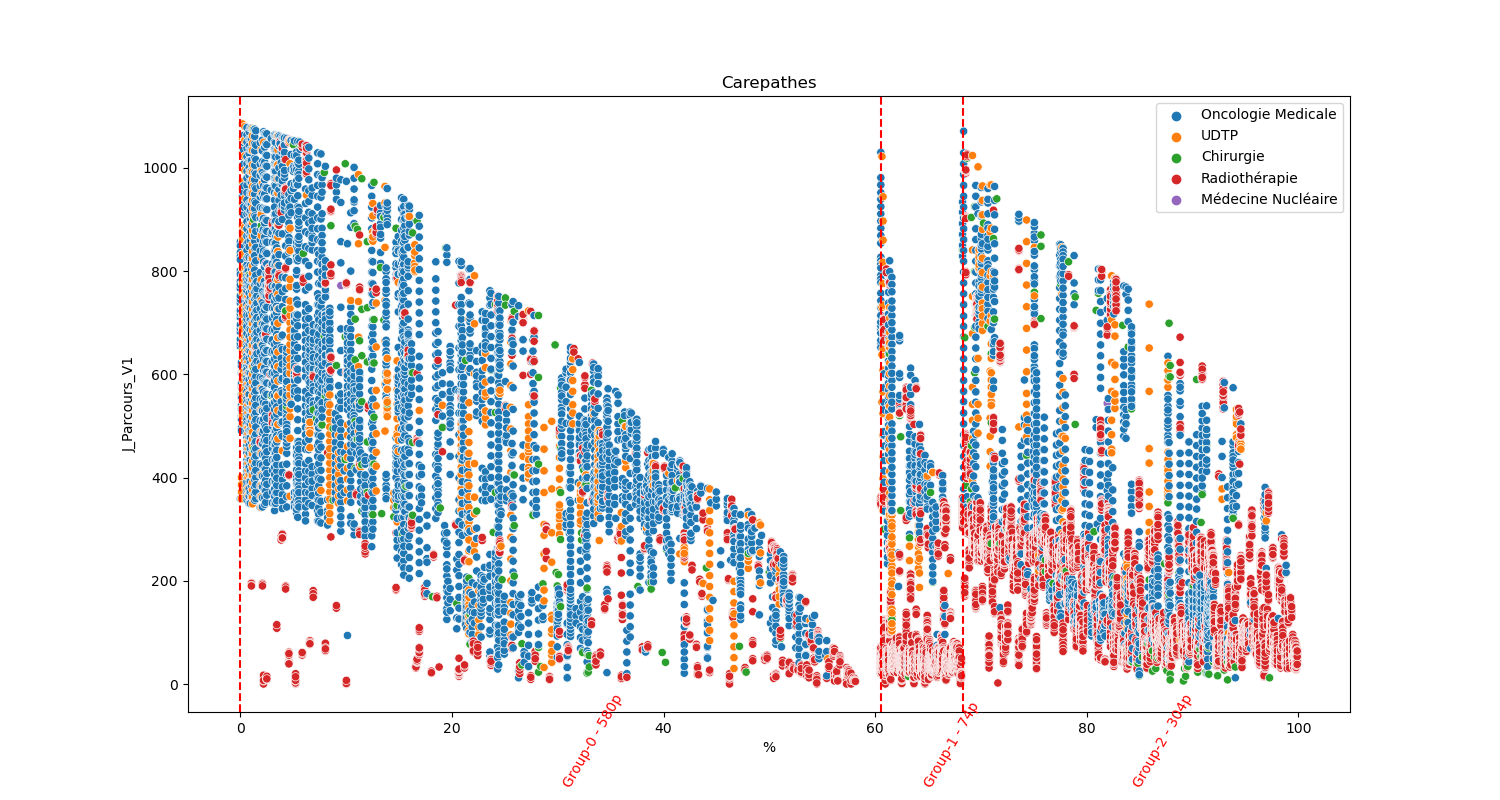 Carepathes
Oncologie Medicale
UDTP
Chirurgie
Radiothérapie
Médecine Nucléaire
J_Parcours_V1
1000
800
600
400
200
0
0 20 40 60 80 100
%
Group-0 - 580p
Group-1 - 74p
Group-2 - 304p